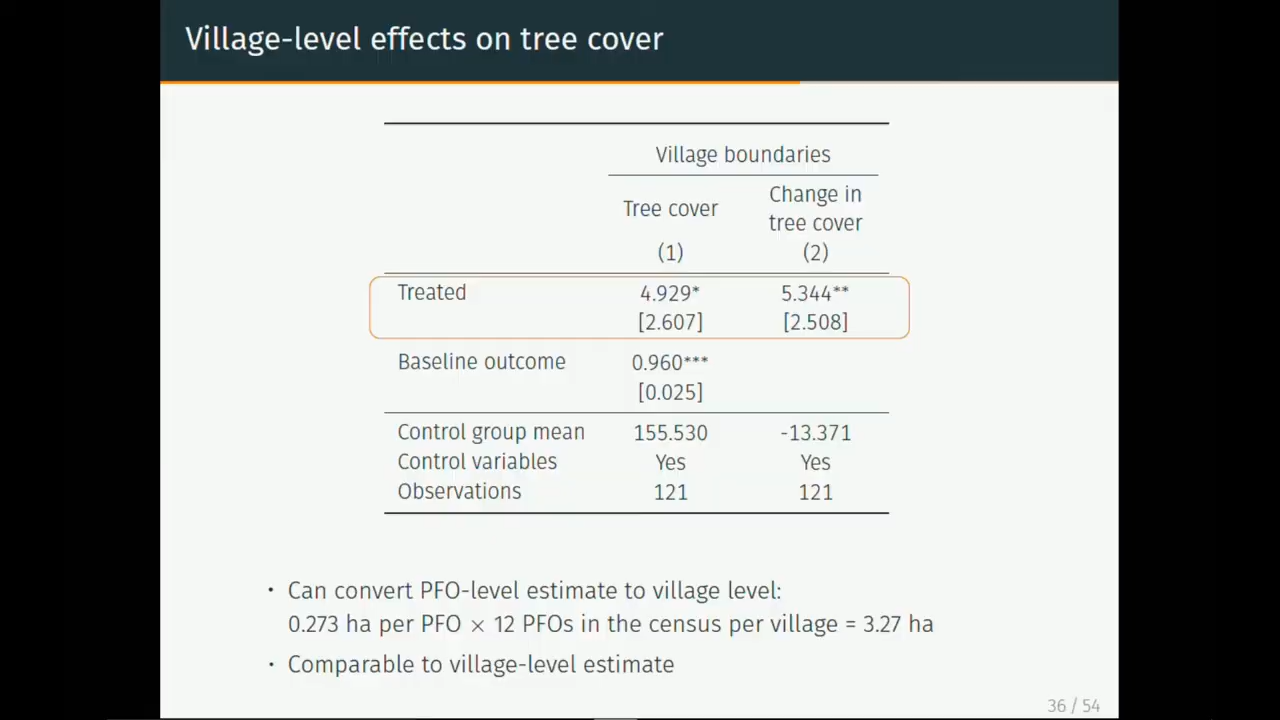 Village-level effects on tree cover
Village boundaries
Tree cover
Change in
tree cover
(1) (2)
Treated 4.929* 5.344**
[2.607] [2.508]
Baseline outcome 0.960***
[0.025]
Control group mean 155.530 -13.371
Control variables Yes Yes
Observations 121 121
· Can convert PFO-level estimate to village level:
0.273 ha per PFO × 12 PFOs in the census per village = 3.27 ha
· Comparable to village-level estimate
36 / 54